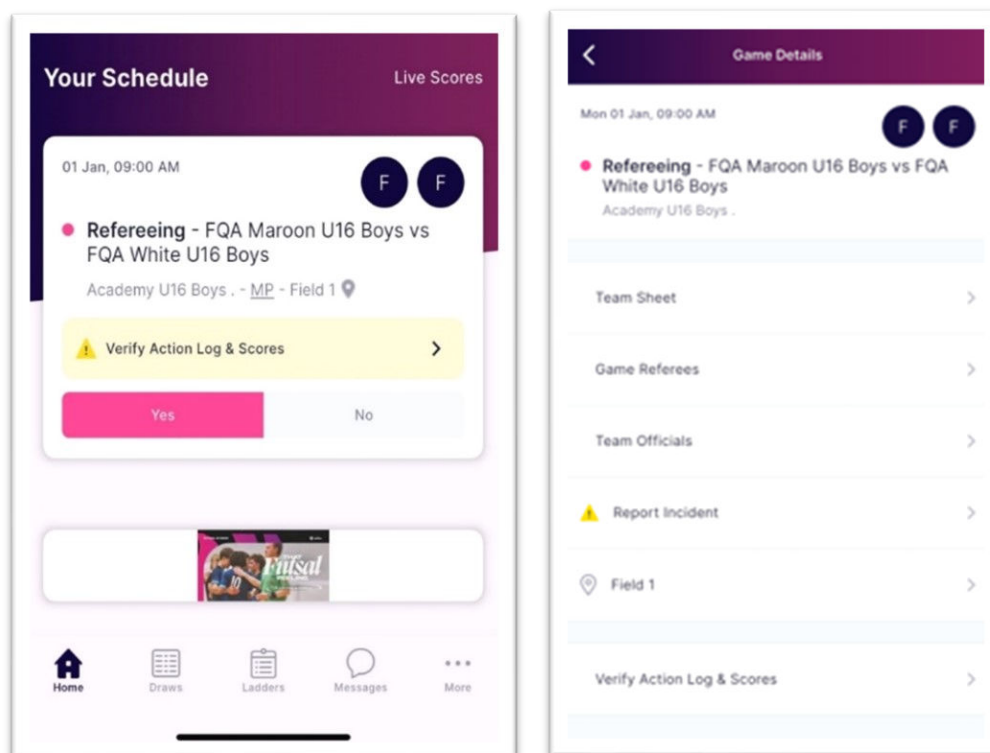 Your Schedule
Live Scores
01 Jan, 09:00 AM
F F
Refereeing - FQA Maroon U16 Boys vs
FQA White U16 Boys
Academy U16 Boys . - MP - Field 1
Verify Action Log & Scores
Yes
No
Futsal
Home
Draws
Ladders
Messages
More
Game Details
Mon 01 Jan, 09:00 AM
F F
Refereeing - FQA Maroon U16 Boys vs FQA
White U16 Boys
Academy U16 Boys .
Team Sheet
Game Referees
Team Officials
Report Incident
Field 1
Verify Action Log & Scores